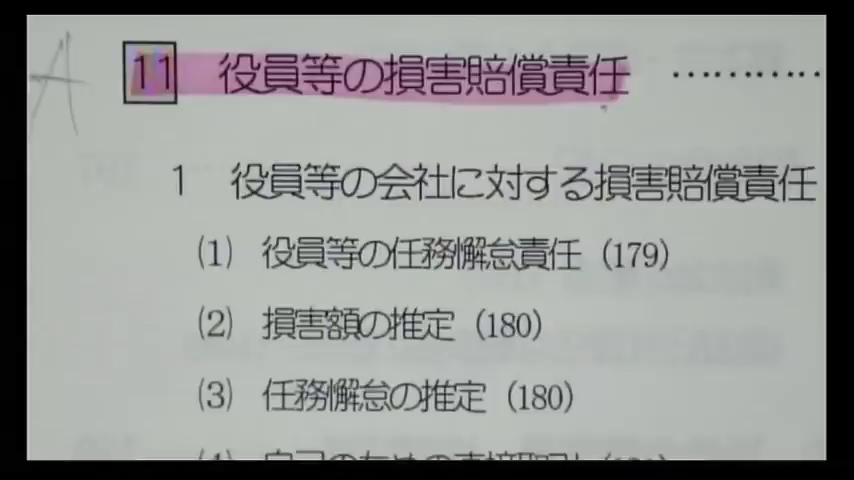 A
11 役員等の損害賠償責任 …………
1 役員等の会社に対する損害賠償責任
(1) 役員等の任務懈怠責任 (179)
(2) 損害額の推定 (180)
(3) 任務懈怠の推定 (180)